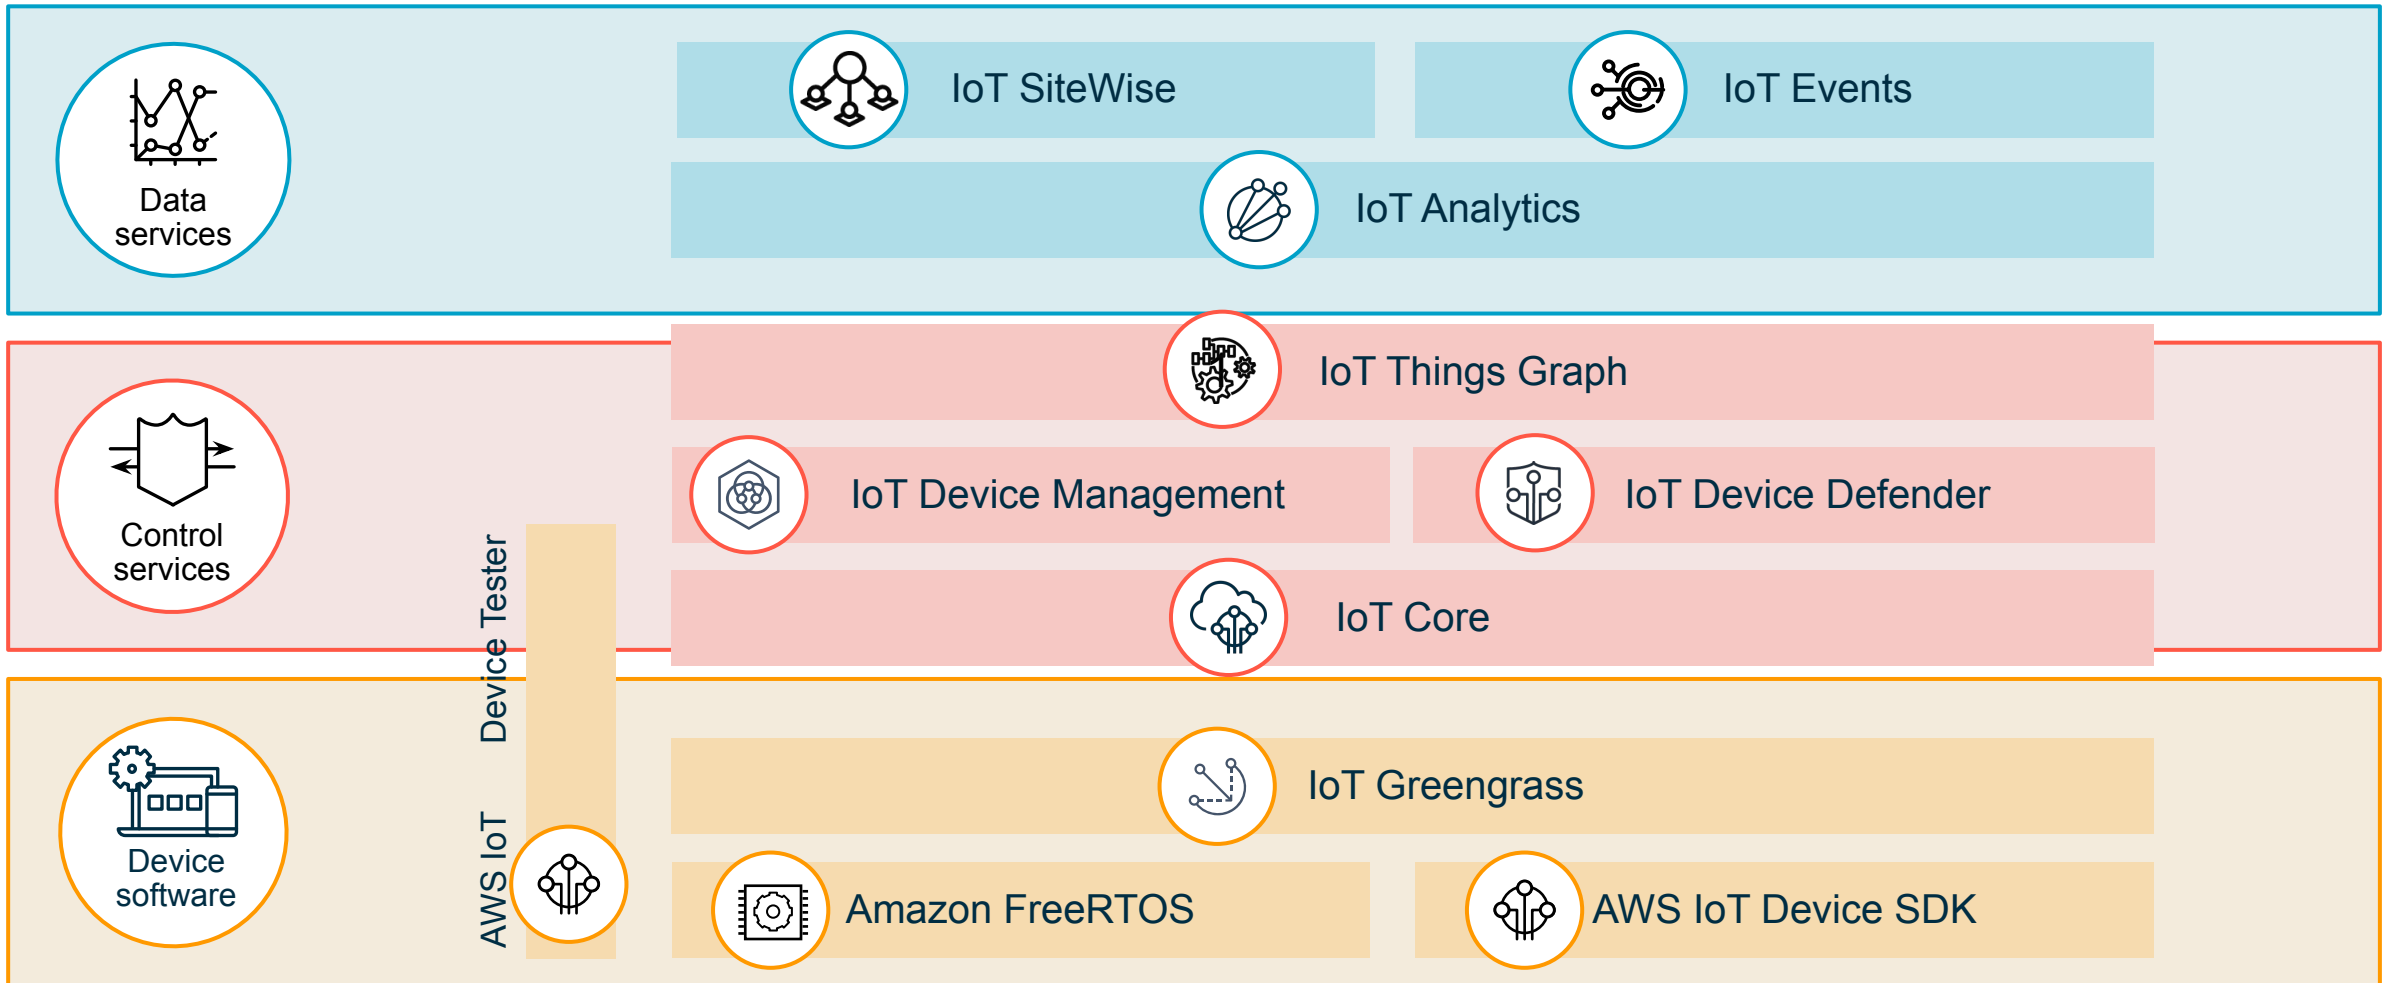 Data
services
IoT SiteWise
IoT Events
IoT Analytics
Control
services
IoT Things Graph
IoT Device Management
IoT Device Defender
IoT Core
AWS IoT Device Tester
Device
software
IoT Greengrass
Amazon FreeRTOS
AWS IoT Device SDK